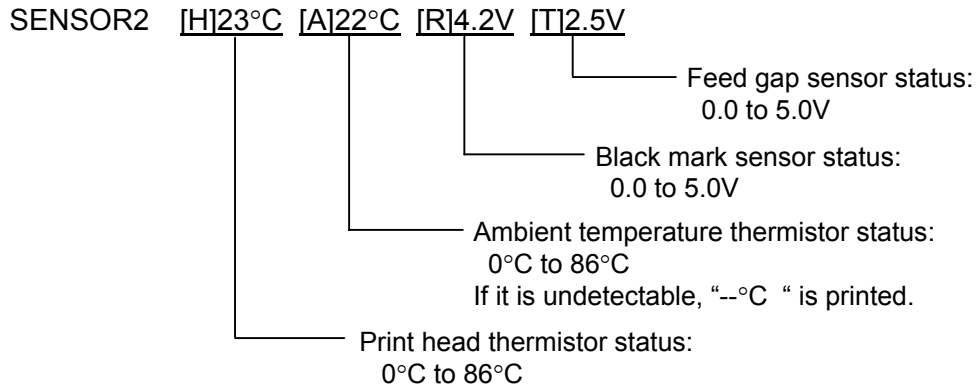 SENSOR2 [H]23°C [A]22°C [R]4.2V [T]2.5V
Feed gap sensor status:
0.0 to 5.0V
Black mark sensor status:
0.0 to 5.0V
Ambient temperature thermistor status:
0°C to 86°C
If it is undetectable, “--°C “ is printed.
Print head thermistor status:
0°C to 86°C